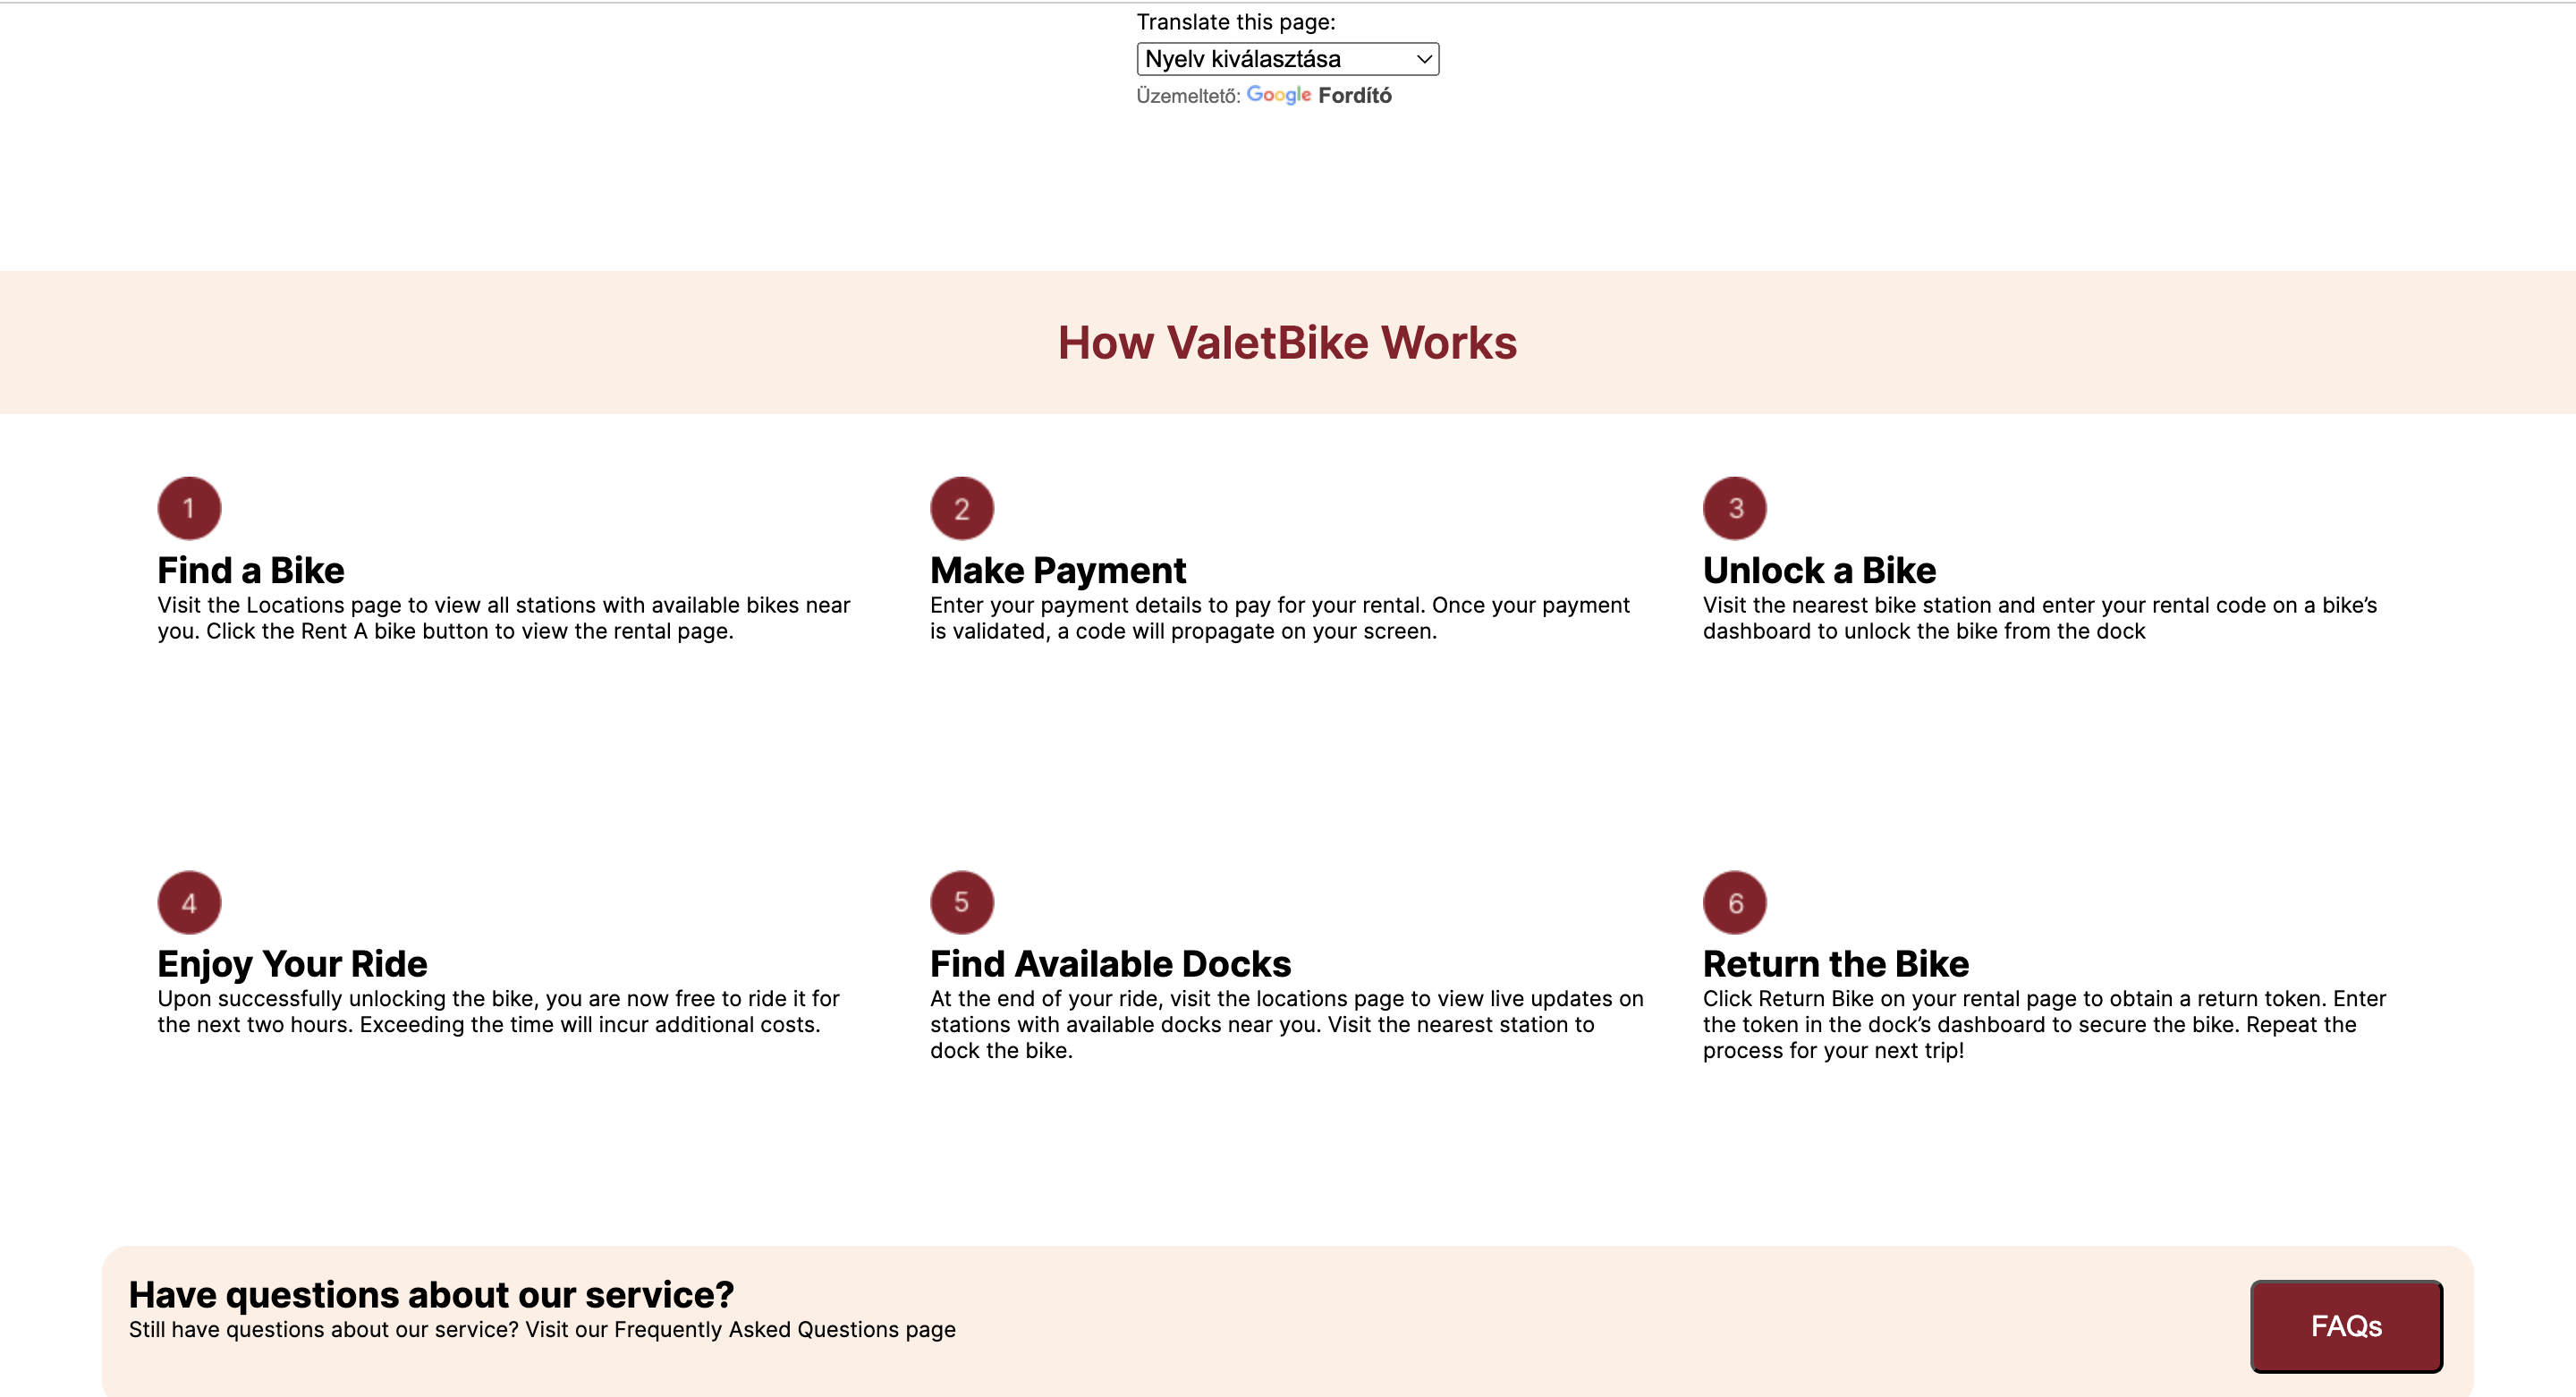 Translate this page:
Nyelv kiválasztása
Üzemeltető: Google Fordító
How ValetBike Works
1
Find a Bike
Visit the Locations page to view all stations with available bikes near
you. Click the Rent A bike button to view the rental page.
2
Make Payment
Enter your payment details to pay for your rental. Once your payment
is validated, a code will propagate on your screen.
3
Unlock a Bike
Visit the nearest bike station and enter your rental code on a bike’s
dashboard to unlock the bike from the dock
4
Enjoy Your Ride
Upon successfully unlocking the bike, you are now free to ride it for
the next two hours. Exceeding the time will incur additional costs.
5
Find Available Docks
At the end of your ride, visit the locations page to view live updates on
stations with available docks near you. Visit the nearest station to
dock the bike.
6
Return the Bike
Click Return Bike on your rental page to obtain a return token. Enter
the token in the dock’s dashboard to secure the bike. Repeat the
process for your next trip!
Have questions about our service?
Still have questions about our service? Visit our Frequently Asked Questions page
FAQs